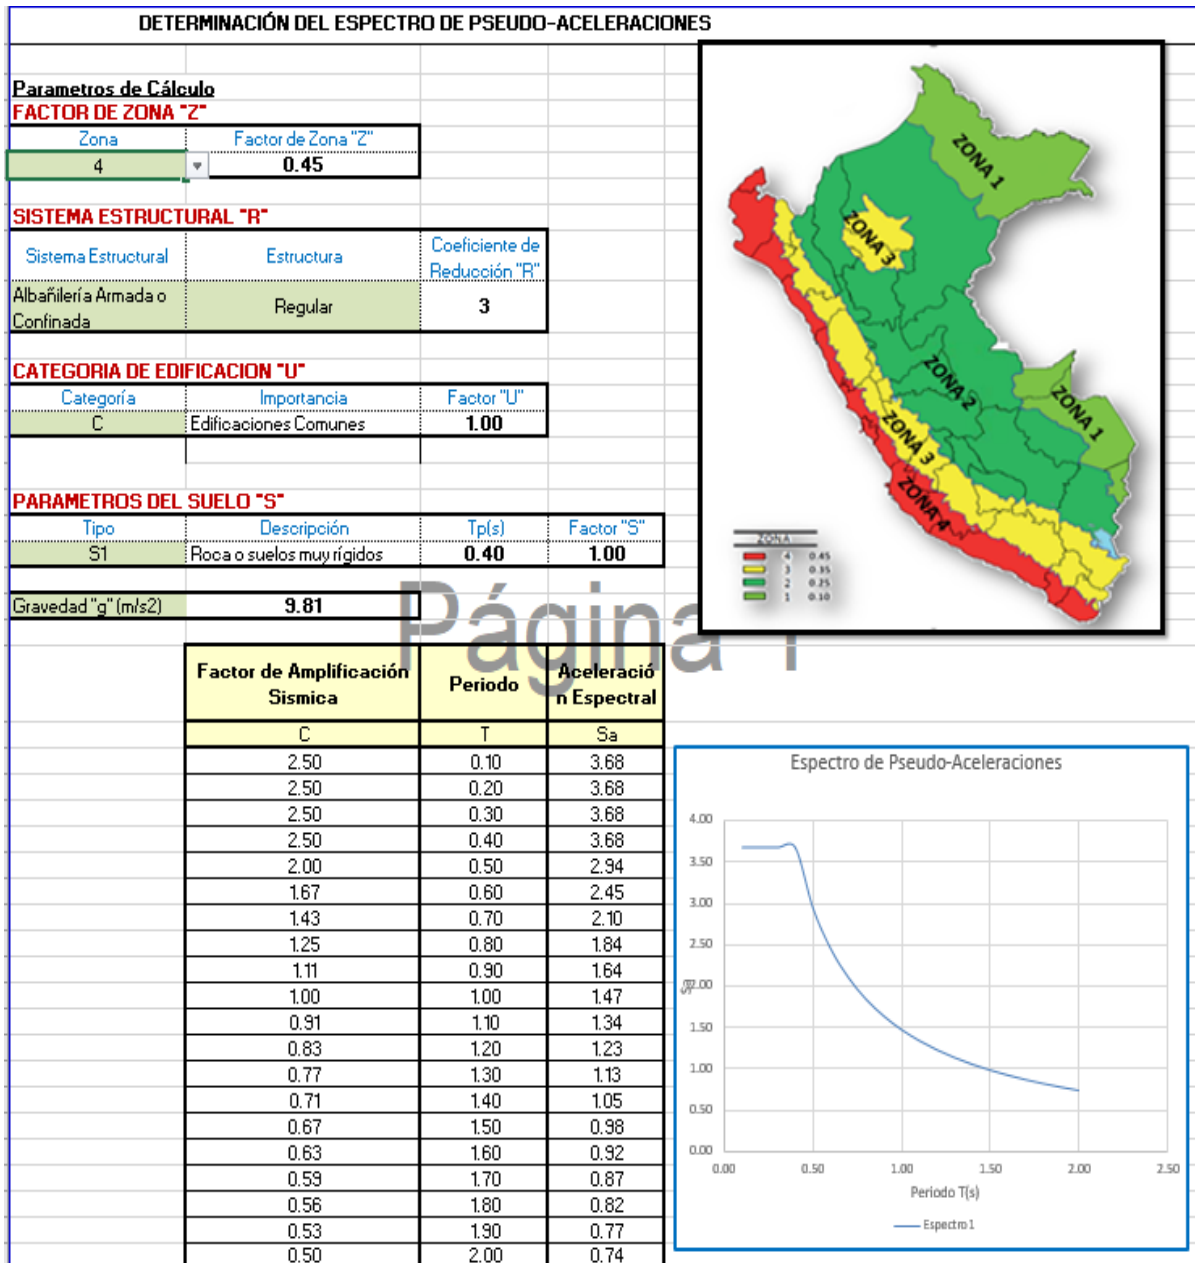 DETERMINACIÓN DEL ESPECTRO DE PSEUDO-ACELERACIONES
Parametros de Cálculo
FACTOR DE ZONA "Z"
Zona Factor de Zona "Z"
4 0.45
SISTEMA ESTRUCTURAL "R"
Sistema Estructural Estructura Coeficiente de Reducción "R"
Albañilería Armada o Confinada Regular 3
CATEGORIA DE EDIFICACION "U"
Categoría Importancia Factor "U"
C Edificaciones Comunes 1.00
PARAMETROS DEL SUELO "S"
Tipo Descripción Tp(s) Factor "S"
S1 Roca o suelos muy rígidos 0.40 1.00
Gravedad "g" (m/s2) 9.81
Página 1
ZONA 1
ZONA 3
ZONA 2
ZONA 1
ZONA 3
ZONA 4
ZONA
4 0.45
3 0.35
2 0.25
1 0.10
Factor de Amplificación Sismica Periodo Aceleració n Espectral
C T Sa
2.50 0.10 3.68
2.50 0.20 3.68
2.50 0.30 3.68
2.50 0.40 3.68
2.00 0.50 2.94
1.67 0.60 2.45
1.43 0.70 2.10
1.25 0.80 1.84
1.11 0.90 1.64
1.00 1.00 1.47
0.91 1.10 1.34
0.83 1.20 1.23
0.77 1.30 1.13
0.71 1.40 1.05
0.67 1.50 0.98
0.63 1.60 0.92
0.59 1.70 0.87
0.56 1.80 0.82
0.53 1.90 0.77
0.50 2.00 0.74
Espectro de Pseudo-Aceleraciones
4.00
3.50
3.00
2.50
2.00
1.50
1.00
0.50
0.00
Sa
0.00 0.50 1.00 1.50 2.00 2.50
Periodo T(s)
Espectro 1